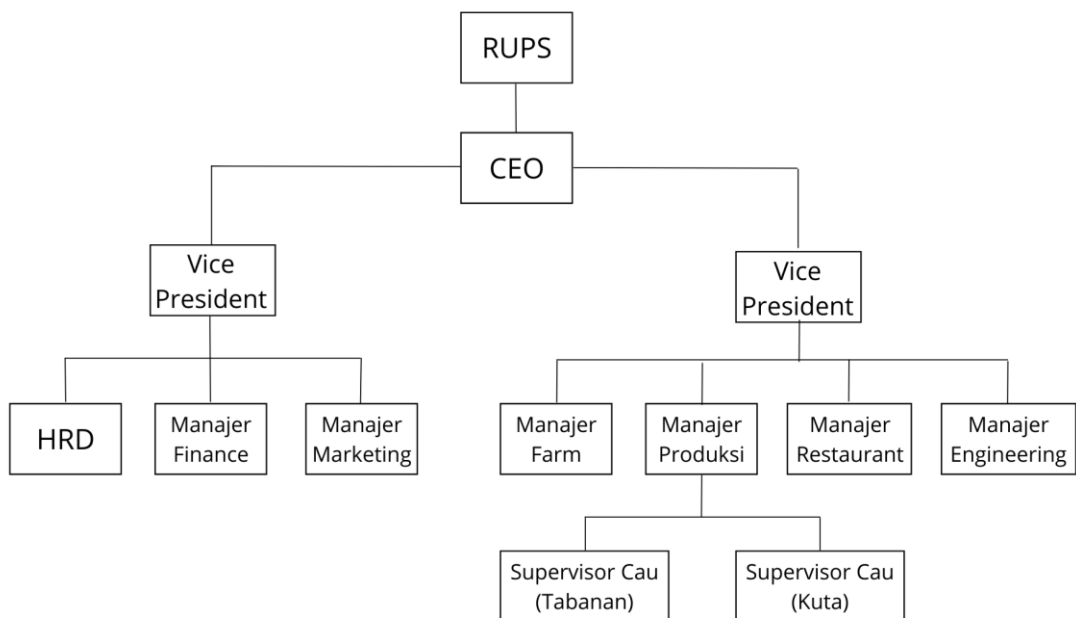 RUPS
CEO
Vice
President
Vice
President
HRD
Manajer
Finance
Manajer
Marketing
Manajer
Farm
Manajer
Produksi
Manajer
Restaurant
Manajer
Engineering
Supervisor Cau
(Tabanan)
Supervisor Cau
(Kuta)